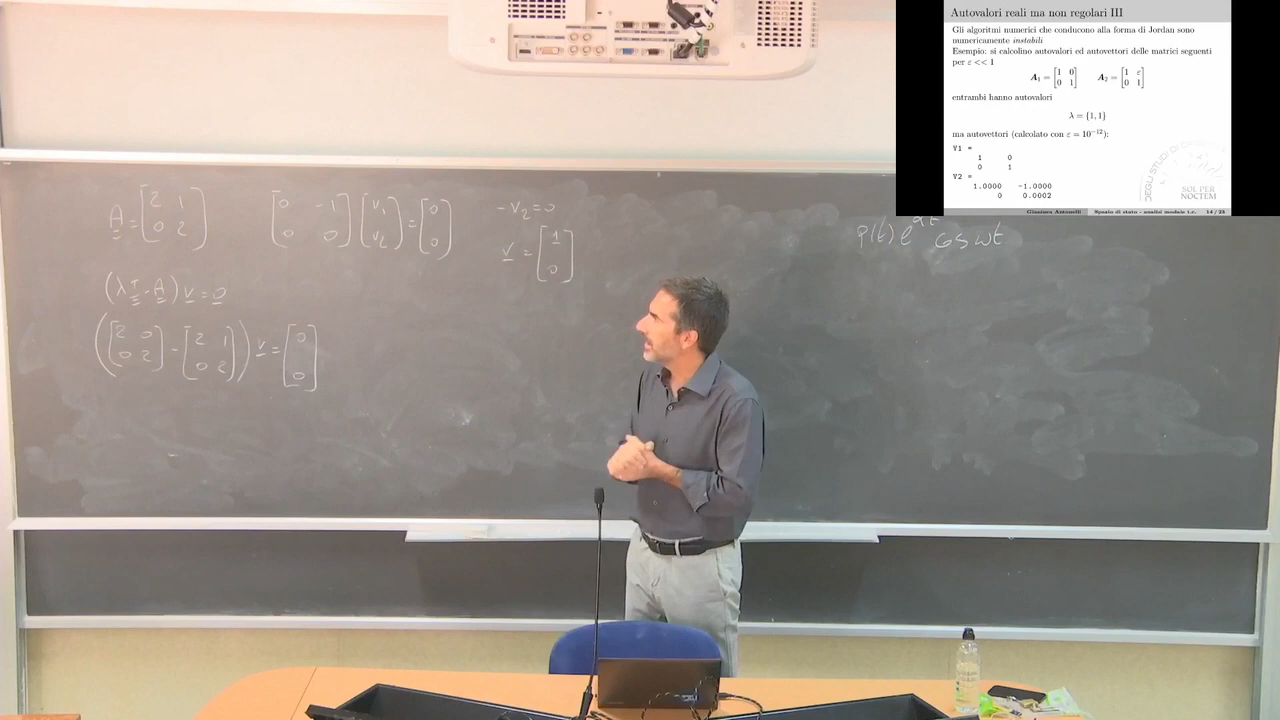 Autovalori reali ma non regolari III
Gli algoritmi numerici che conducono alla forma di Jordan sono
numericamente instabili
Esempio: si calcolino autovalori ed autovettori delle matrici seguenti
per ε << 1
A₁ = [1 0; 0 1] A₂ = [1 ε; 0 1]
entrambi hanno autovalori
λ = {1, 1}
ma autovettori (calcolato con ε = 10⁻¹²):
V1 =
1 0
0 1
V2 =
1.0000 -1.0000
0 0.0002
DEGLI STUDI DI
SOL PER
NOCTEM
Gianluca Antonelli Spazio di stato - analisi modale i.c. 14 / 25
A = [2 1; 0 2]
(λI - A) v = 0
([2 0; 0 2] - [2 1; 0 2]) v = [0; 0]
[0 -1; 0 0] [v₁; v₂] = [0; 0]
-v₂ = 0
v = [1; 0]
p(t) e cos ωt